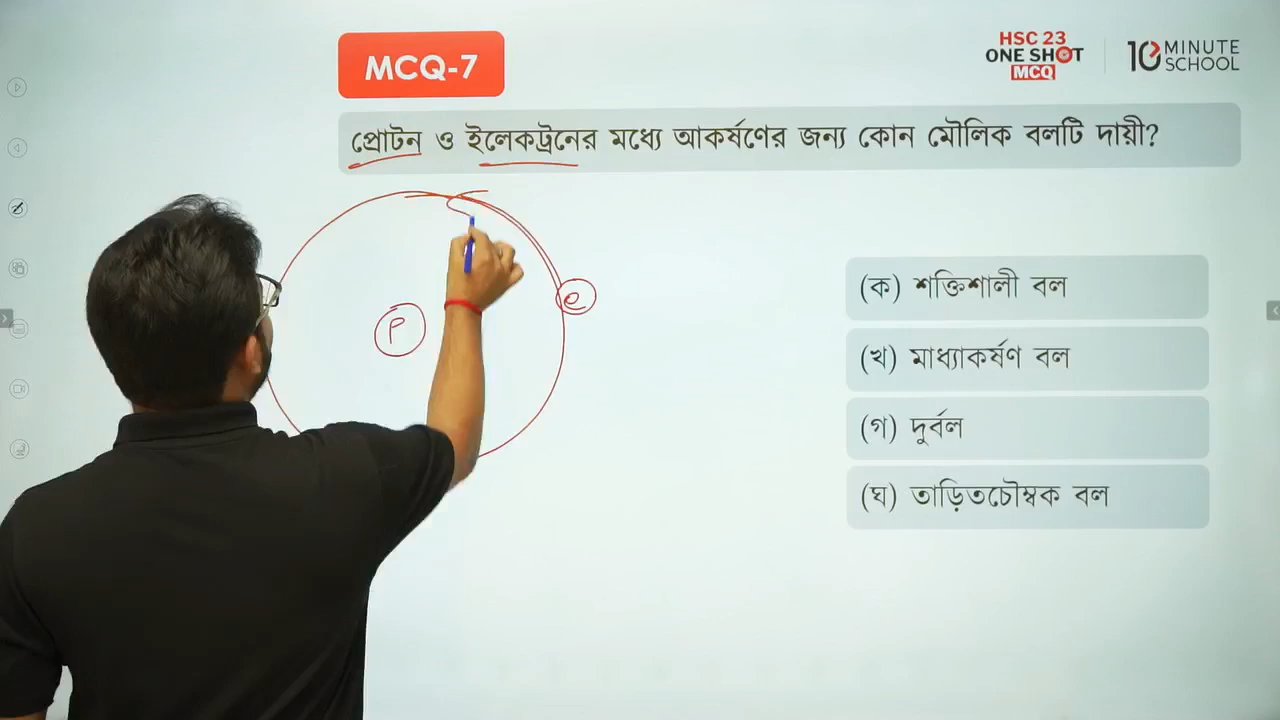 MCQ-7
HSC 23
ONE SHOT
MCQ
10 MINUTE
SCHOOL
প্রোটন ও ইলেকট্রনের মধ্যে আকর্ষণের জন্য কোন মৌলিক বলটি দায়ী?
P
e
(ক) শক্তিশালী বল
(খ) মাধ্যাকর্ষণ বল
(গ) দুর্বল
(ঘ) তাড়িতচৌম্বক বল